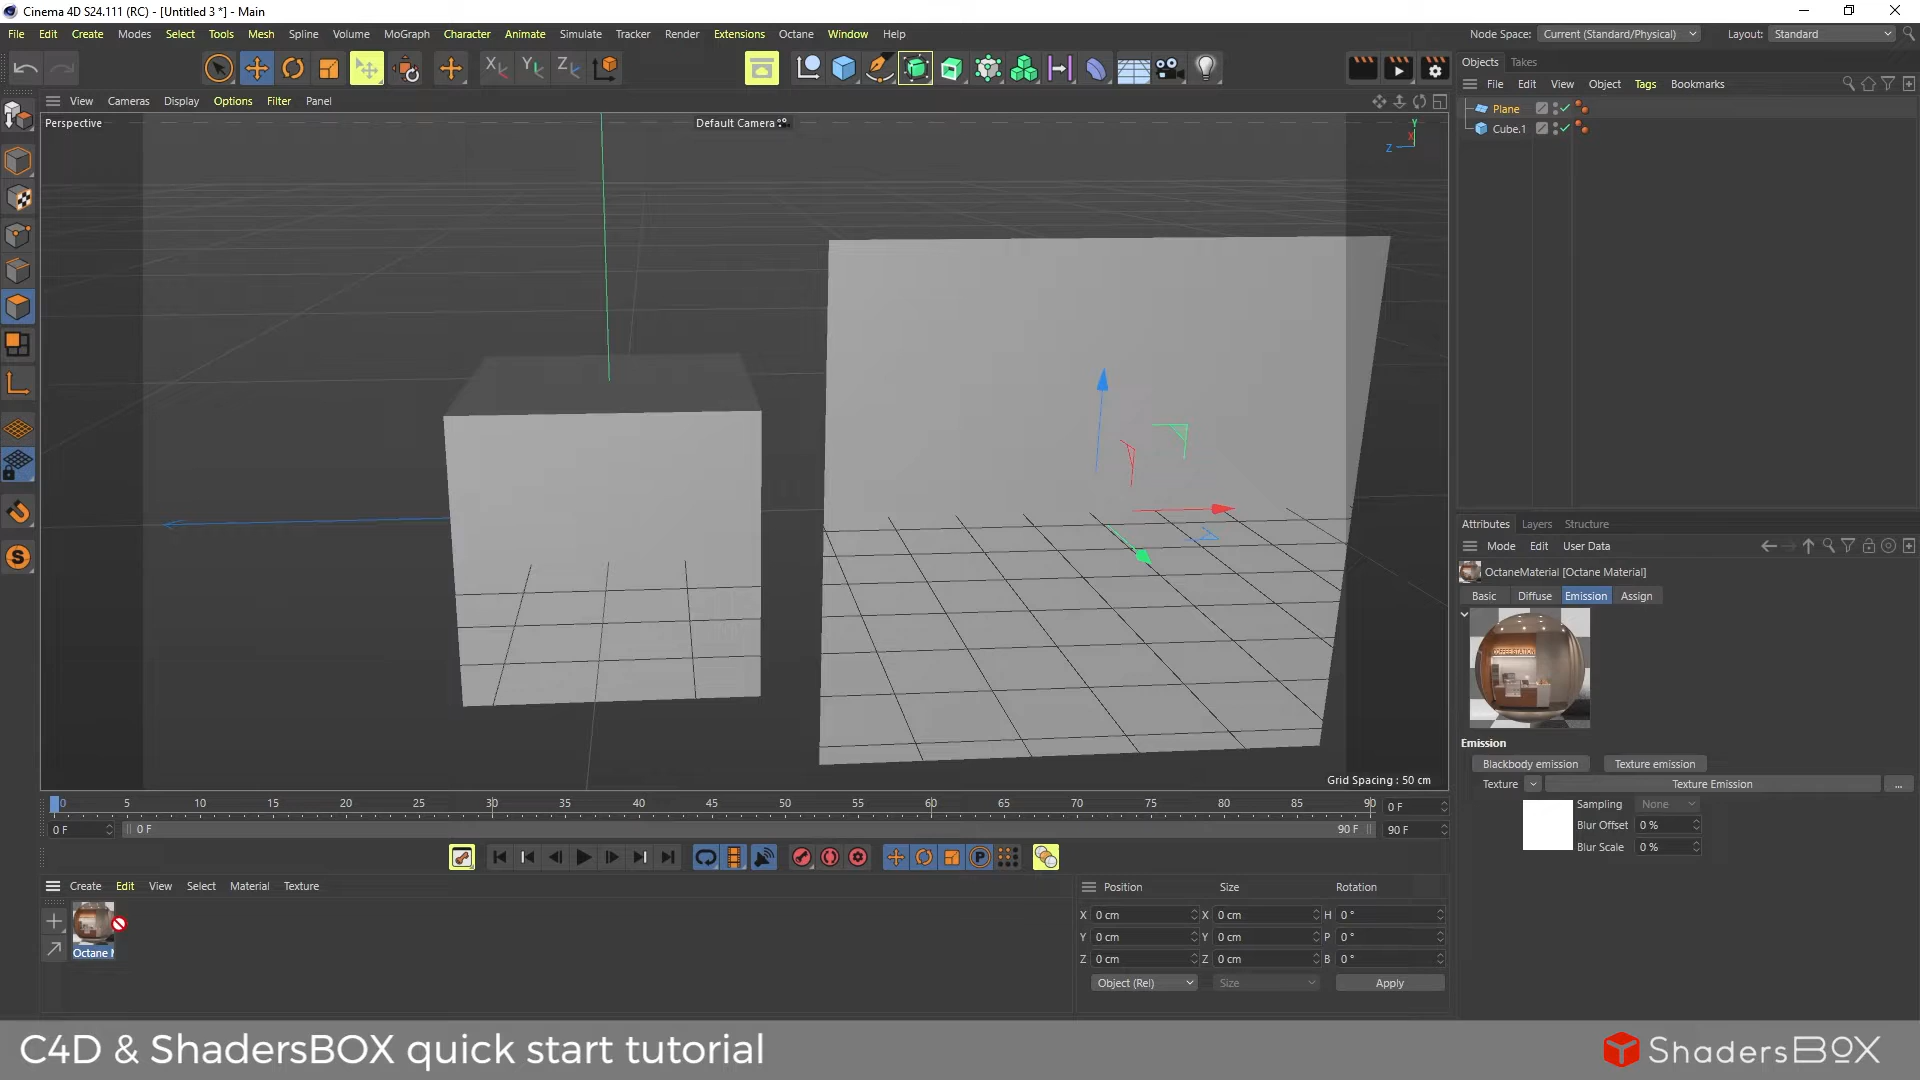 Cinema 4D S24.111 (RC) - [Untitled 3 *] - Main
File Edit Create Modes Select Tools Mesh Spline Volume MoGraph Character Animate Simulate Tracker Render Extensions Octane Window Help
Node Space: Current (Standard/Physical) Layout: Standard
X Y Z
Objects Takes
File Edit View Object Tags Bookmarks
View Cameras Display Options Filter Panel
Plane
Cube.1
Perspective
Default Camera
Y
X
Z
Grid Spacing : 50 cm
Attributes Layers Structure
Mode Edit User Data
OctaneMaterial [Octane Material]
Basic Diffuse Emission Assign
COFFEE STATION
Emission
Blackbody emission Texture emission
Texture Texture Emission ...
Sampling None
Blur Offset 0 %
Blur Scale 0 %
0 5 10 15 20 25 30 35 40 45 50 55 60 65 70 75 80 85 90 0 F
0 F 0 F 90 F 90 F
P
Create Edit View Select Material Texture
Octane M
Position Size Rotation
X 0 cm X 0 cm H 0 °
Y 0 cm Y 0 cm P 0 °
Z 0 cm Z 0 cm B 0 °
Object (Rel) Size Apply
C4D & ShadersBOX quick start tutorial
ShadersBOX